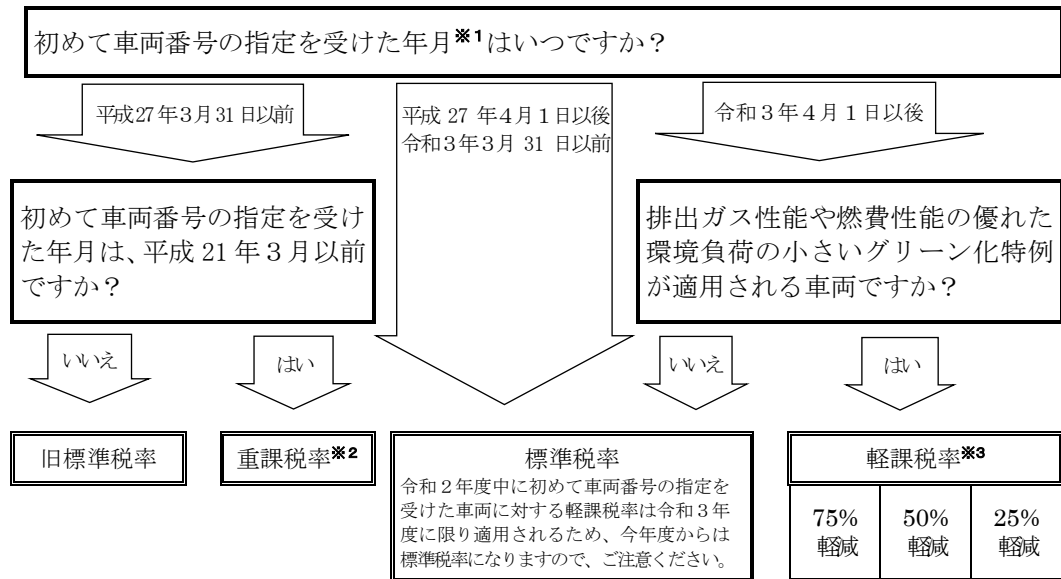 初めて車両番号の指定を受けた年月※1はいつですか？
平成27年3月31日以前
平成 27 年4月1日以後
令和3年3月 31 日以前
令和3年4月1日以後
初めて車両番号の指定を受け
た年月は、平成 21 年3月以前
ですか？
排出ガス性能や燃費性能の優れた
環境負荷の小さいグリーン化特例
が適用される車両ですか？
いいえ
はい
いいえ
はい
旧標準税率
重課税率※2
標準税率
令和2年度中に初めて車両番号の指定を
受けた車両に対する軽課税率は令和3年
度に限り適用されるため、今年度からは
標準税率になりますので、ご注意ください。
軽課税率※3
75%
軽減
50%
軽減
25%
軽減